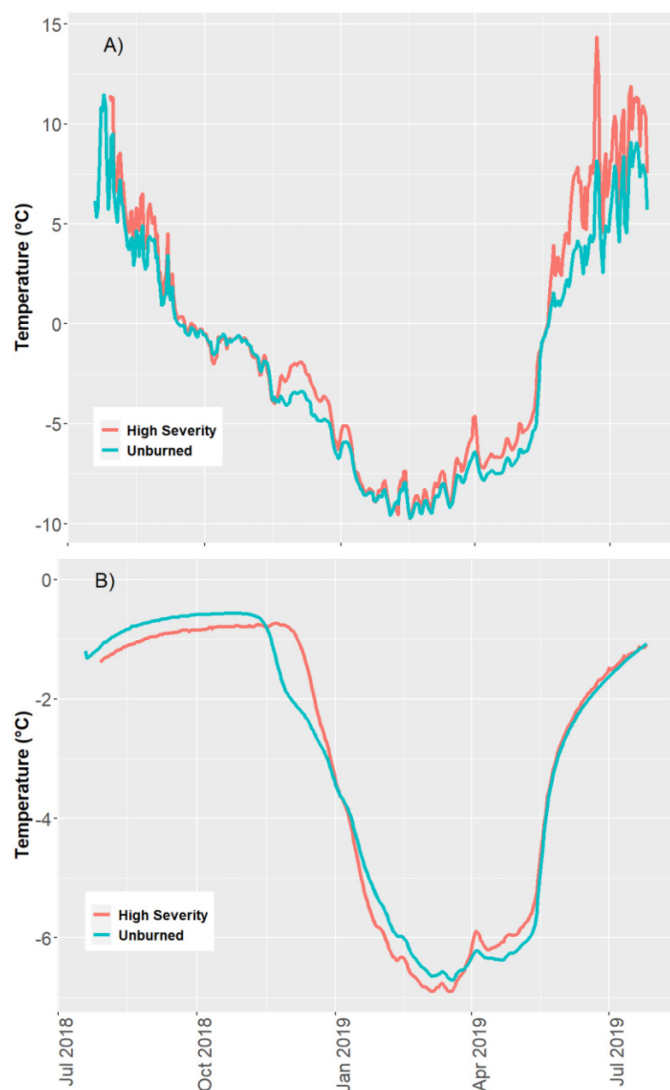 15
A)
10
5
0
-5
-10
Temperature (°C)
High Severity
Unburned
0
B)
-2
-4
-6
Temperature (°C)
High Severity
Unburned
Jul 2018
Oct 2018
Jan 2019
Apr 2019
Jul 2019